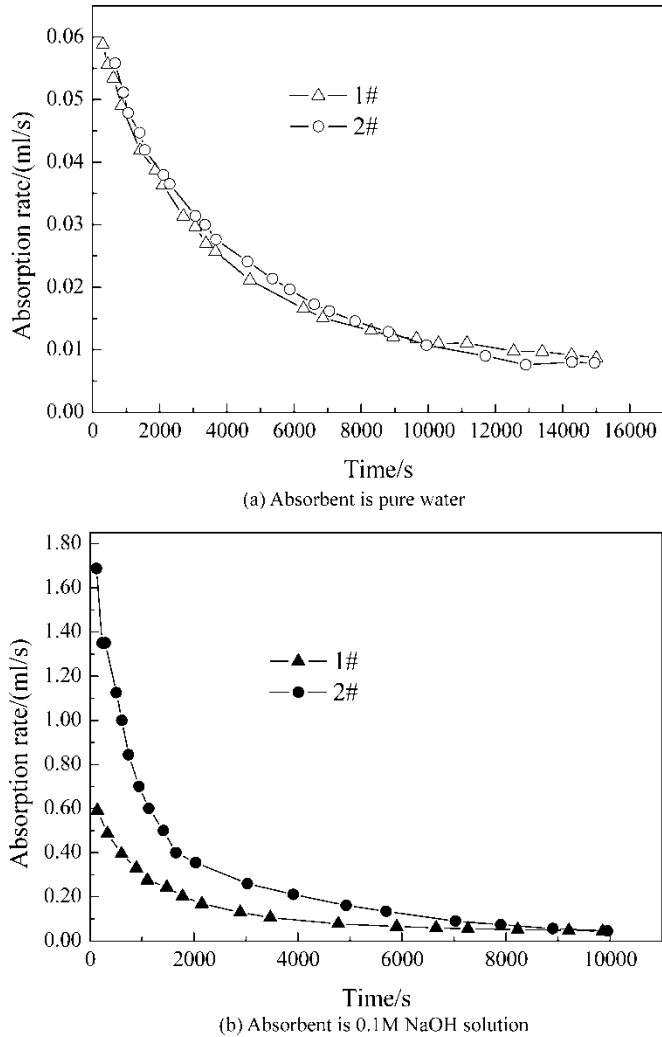 0.06
0.05
0.04
0.03
0.02
0.01
0.00
Absorption ratc/(ml/s)
1#
2#
0 2000 4000 6000 8000 10000 12000 14000 16000
Time/s
(a) Absorbent is pure water
1.80
1.60
1.40
1.20
1.00
0.80
0.60
0.40
0.20
0.00
Absorption rate/(ml/s)
1#
2#
0 2000 4000 6000 8000 10000
Time/s
(b) Absorbent is 0.1M NaOH solution